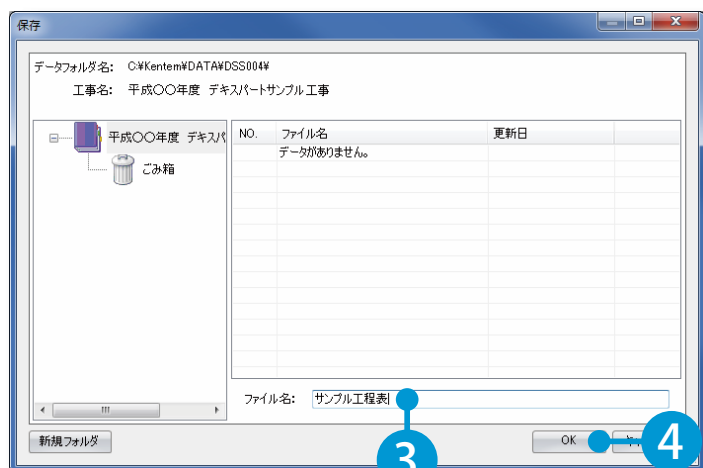 保存
データフォルダ名: C:¥Kentem¥DATA¥DSS004¥
工事名: 平成〇〇年度 デキスパートサンプル工事
平成〇〇年度 デキスパ
ごみ箱
NO. ファイル名 更新日
データがありません。
ファイル名: サンプル工程表
3
新規フォルダ OK 4